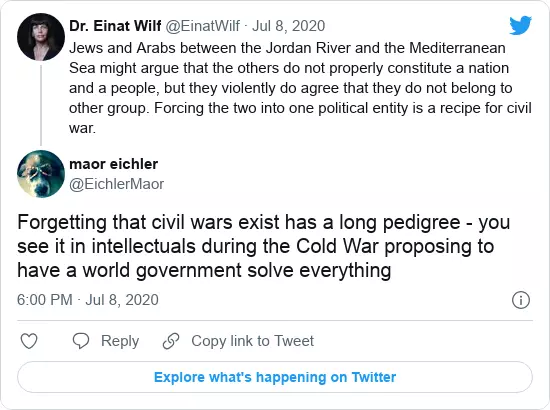 Dr. Einat Wilf @EinatWilf · Jul 8, 2020
Jews and Arabs between the Jordan River and the Mediterranean
Sea might argue that the others do not properly constitute a nation
and a people, but they violently do agree that they do not belong to
other group. Forcing the two into one political entity is a recipe for civil
war.
maor eichler
@EichlerMaor
Forgetting that civil wars exist has a long pedigree - you
see it in intellectuals during the Cold War proposing to
have a world government solve everything
6:00 PM · Jul 8, 2020
Reply
Copy link to Tweet
Explore what's happening on Twitter